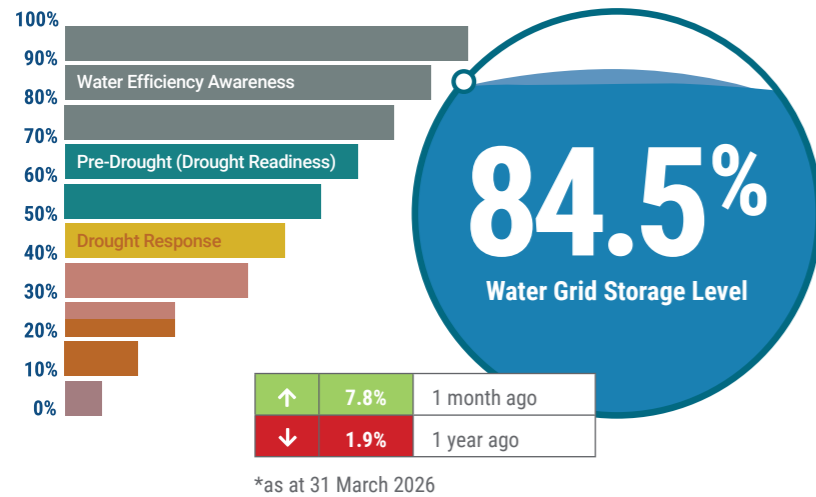 100%
90%
Water Efficiency Awareness
80%
70%
Pre-Drought (Drought Readiness)
60%
50%
Drought Response
40%
30%
20%
10%
0%
84.5%
Water Grid Storage Level
↑ 7.8% 1 month ago
↓ 1.9% 1 year ago
*as at 31 March 2026